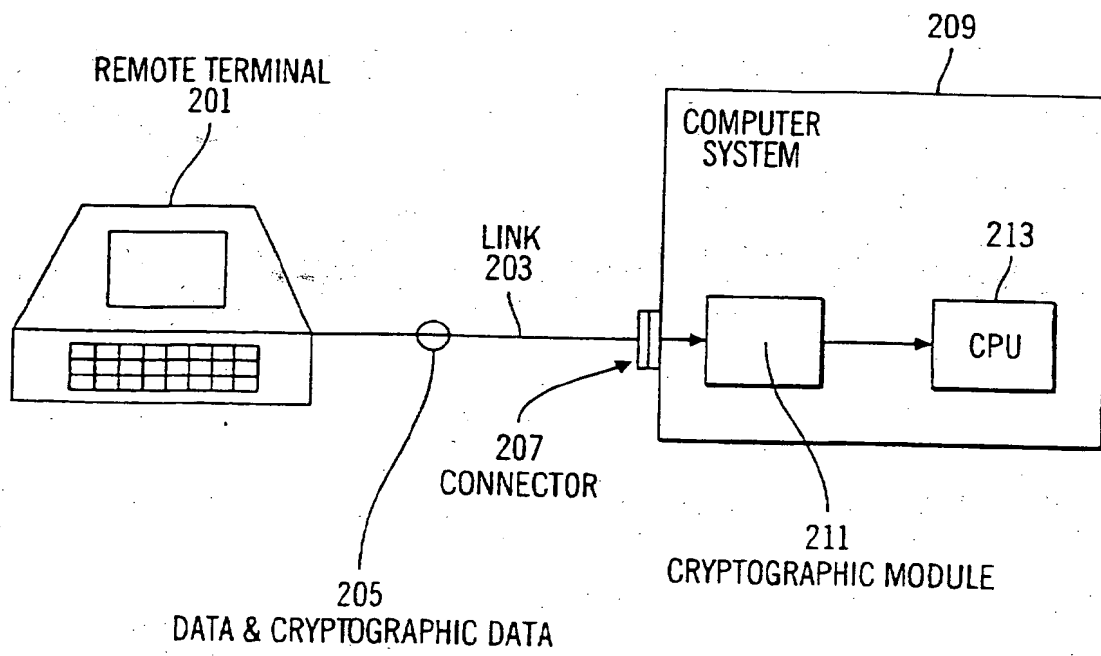 209
REMOTE TERMINAL
201
COMPUTER
SYSTEM
LINK
203
213
CPU
207
CONNECTOR
211
CRYPTOGRAPHIC MODULE
205
DATA & CRYPTOGRAPHIC DATA